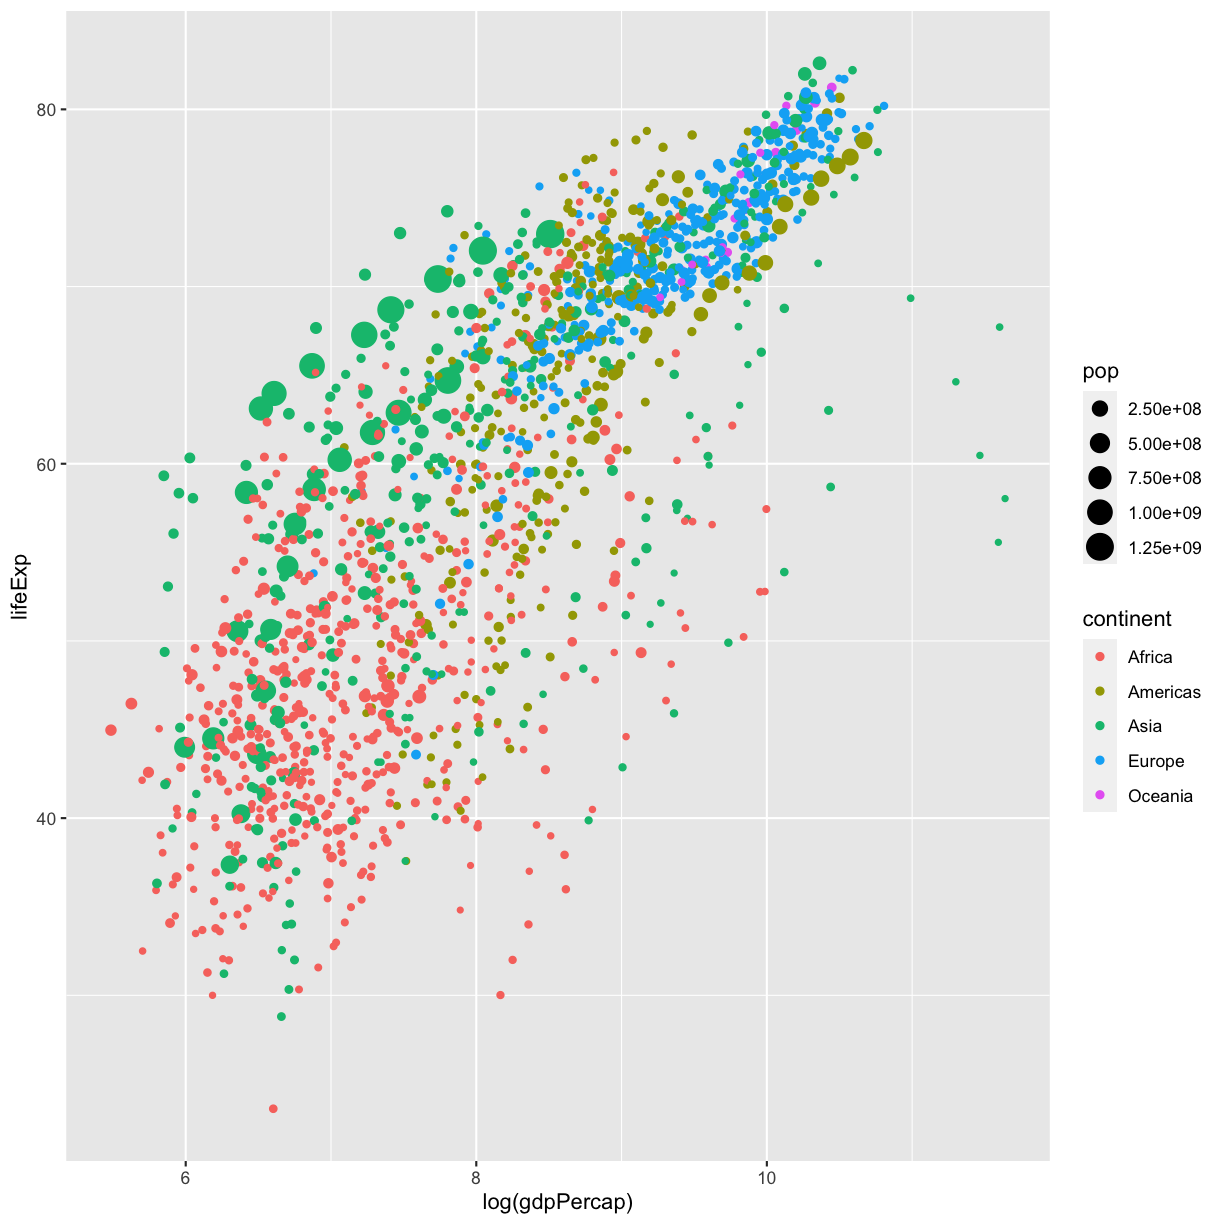 80
60
40
lifeExp
6
8
10
log(gdpPercap)
pop
2.50e+08
5.00e+08
7.50e+08
1.00e+09
1.25e+09
continent
Africa
Americas
Asia
Europe
Oceania